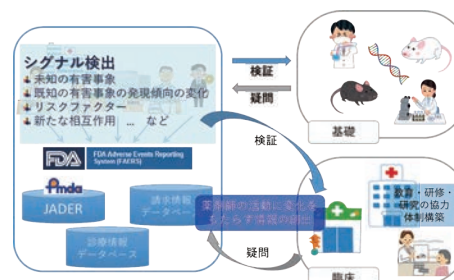 シグナル検出
未知の有害事象
既知の有害事象の発現傾向の変化
リスクファクター
新たな相互作用 … など
FDA
FDA Adverse Events Reporting
System (FAERS)
Pmda
JADER
請求情報
データベース
診療情報
データベース
検証
疑問
基礎
検証
薬剤師の活動に変化を
もたらす情報の創出
疑問
教育・研修・
研究の協力
体制構築
臨床